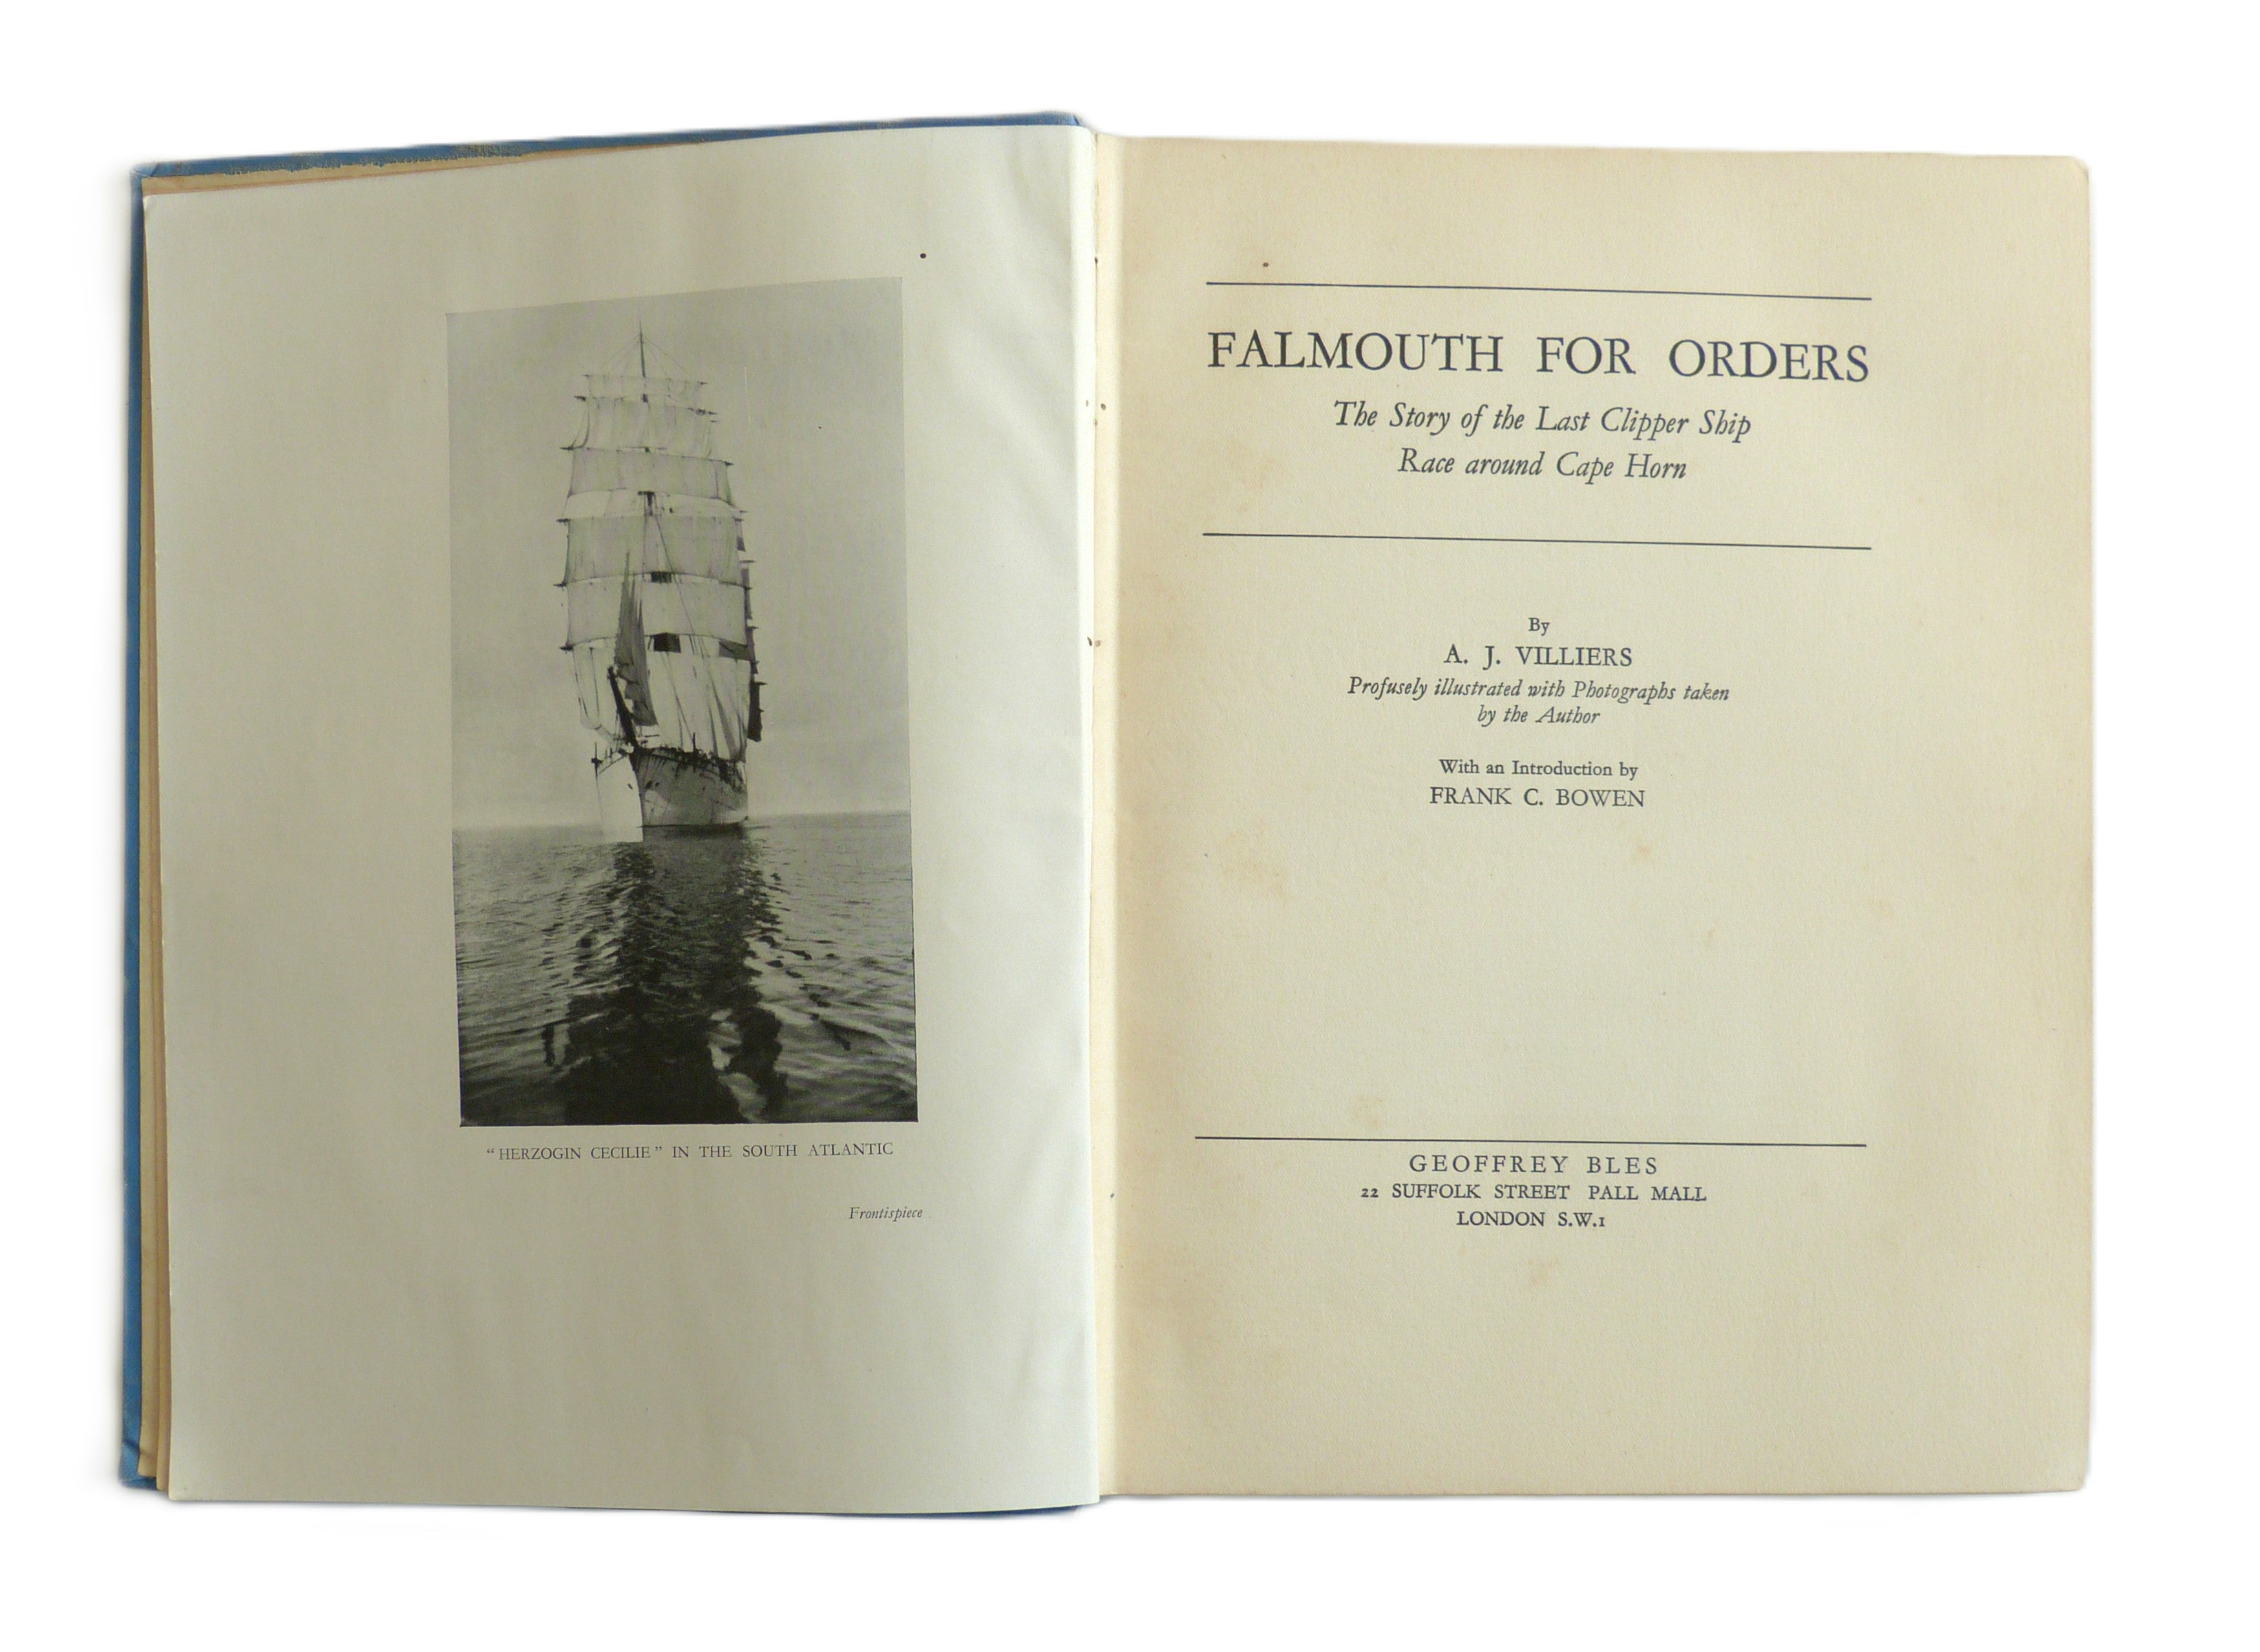 "HERZOGIN CECILIE" IN THE SOUTH ATLANTIC
Frontispiece
FALMOUTH FOR ORDERS
The Story of the Last Clipper Ship
Race around Cape Horn
By
A. J. VILLIERS
Profusely illustrated with Photographs taken
by the Author
With an Introduction by
FRANK C. BOWEN
GEOFFREY BLES
22 SUFFOLK STREET PALL MALL
LONDON S.W.1